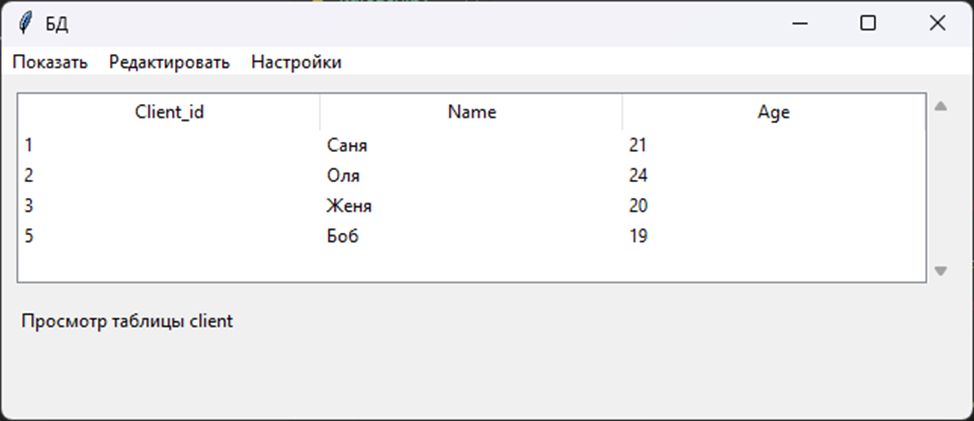 БД
Показать Редактировать Настройки
Client_id Name Age
1 Саня 21
2 Оля 24
3 Женя 20
5 Боб 19
Просмотр таблицы client